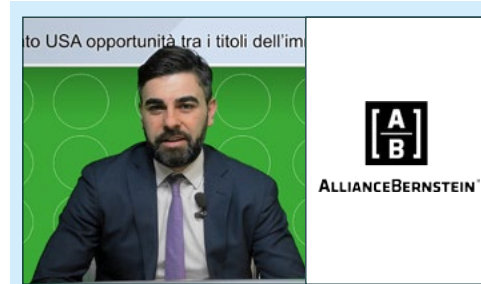 to USA opportunità tra i titoli dell'im
[A
B]
ALLIANCEBERNSTEIN®